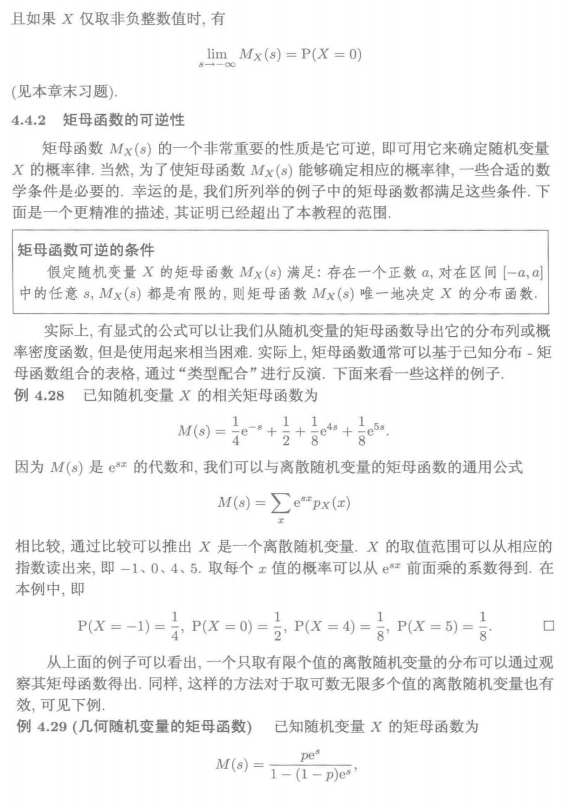 且如果 X 仅取非负整数值时, 有
lim_{s→−∞} M_X(s) = P(X = 0)
(见本章末习题).
4.4.2 矩母函数的可逆性
矩母函数 M_X(s) 的一个非常重要的性质是它可逆, 即可用它来确定随机变量
X 的概率律. 当然, 为了使矩母函数 M_X(s) 能够确定相应的概率律, 一些合适的数
学条件是必要的. 幸运的是, 我们所列举的例子中的矩母函数都满足这些条件. 下
面是一个更精准的描述, 其证明已经超出了本教程的范围.
矩母函数可逆的条件
假定随机变量 X 的矩母函数 M_X(s) 满足: 存在一个正数 a, 对在区间 [−a, a]
中的任意 s, M_X(s) 都是有限的, 则矩母函数 M_X(s) 唯一地决定 X 的分布函数.
实际上, 有显式的公式可以让我们从随机变量的矩母函数导出它的分布列或概
率密度函数, 但是使用起来相当困难. 实际上, 矩母函数通常可以基于已知分布 - 矩
母函数组合的表格, 通过“类型配合”进行反演. 下面来看一些这样的例子.
例 4.28 已知随机变量 X 的相关矩母函数为
M(s) = 1/4 e^{−s} + 1/2 + 1/8 e^{4s} + 1/8 e^{5s}.
因为 M(s) 是 e^{sx} 的代数和, 我们可以与离散随机变量的矩母函数的通用公式
M(s) = ∑_x e^{sx} p_X(x)
相比较, 通过比较可以推出 X 是一个离散随机变量. X 的取值范围可以从相应的
指数读出来, 即 −1、0、4、5. 取每个 x 值的概率可以从 e^{sx} 前面乘的系数得到. 在
本例中, 即
P(X = −1) = 1/4, P(X = 0) = 1/2, P(X = 4) = 1/8, P(X = 5) = 1/8. □
从上面的例子可以看出, 一个只取有限个值的离散随机变量的分布可以通过观
察其矩母函数得出. 同样, 这样的方法对于取可数无限多个值的离散随机变量也有
效, 可见下例.
例 4.29 (几何随机变量的矩母函数) 已知随机变量 X 的矩母函数为
M(s) = pe^s / (1 − (1 − p)e^s),